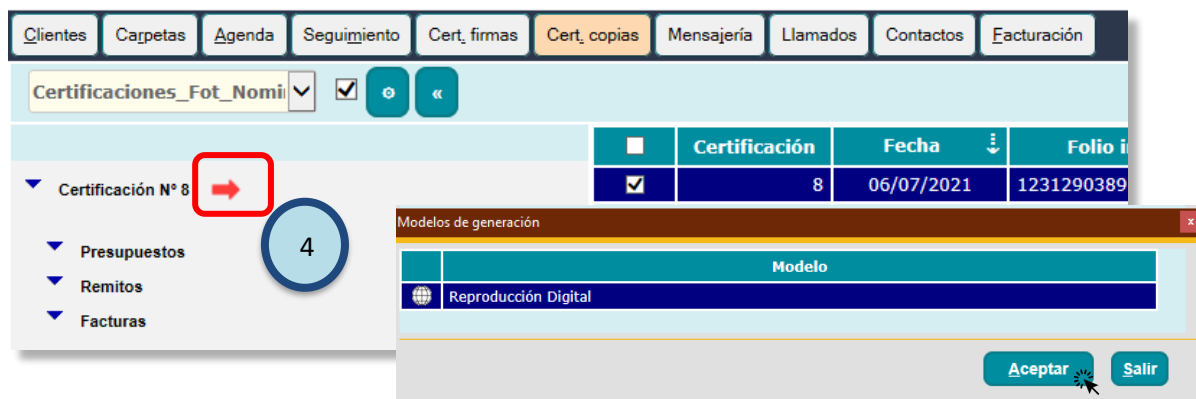 Clientes Carpetas Agenda Seguimiento Cert. firmas Cert. copias Mensajería Llamados Contactos Facturación
Certificaciones_Fot_Nomi «
Certificación Fecha Folio
Certificación Nº 8 8 06/07/2021 1231290389
4
Presupuestos
Remitos
Facturas
Modelos de generación x
Modelo
Reproducción Digital
Aceptar Salir